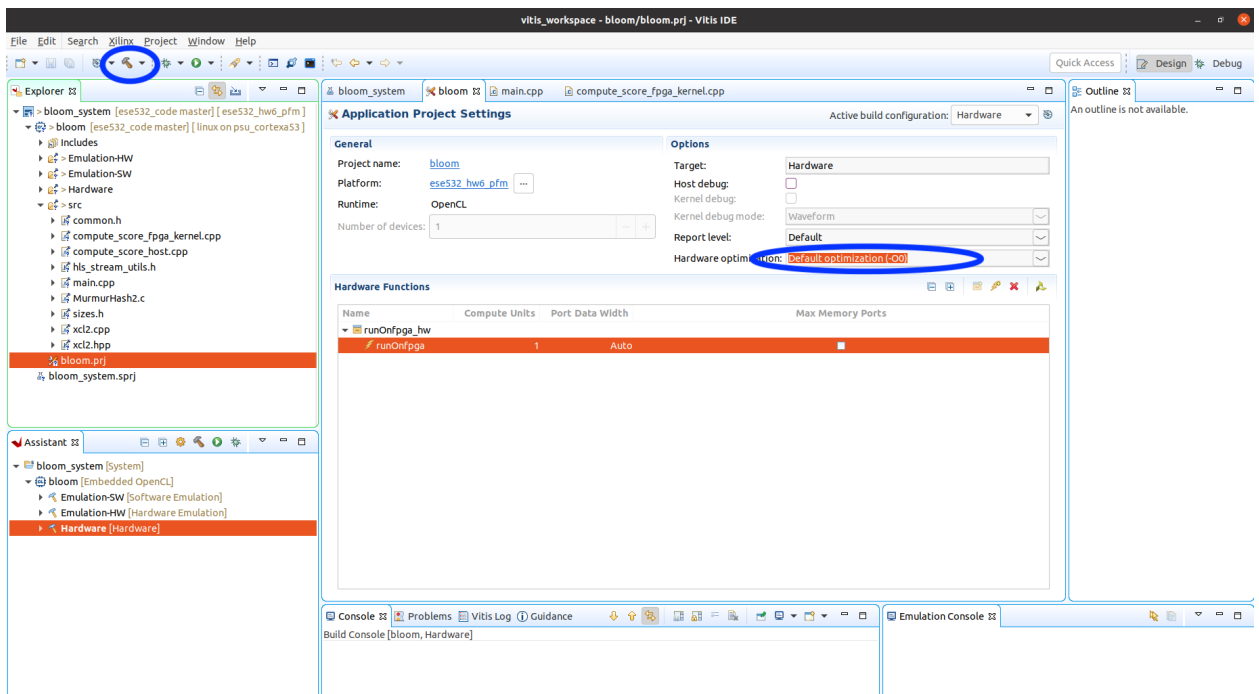 vitis_workspace - bloom/bloom.prj - Vitis IDE
File Edit Search Xilinx Project Window Help
Quick Access Design Debug
Explorer
> bloom_system [ese532_code master] [ ese532_hw6_pfm ]
> bloom [ese532_code master] [ linux on psu_cortexa53 ]
Includes
> Emulation-HW
> Emulation-SW
> Hardware
> src
common.h
compute_score_fpga_kernel.cpp
compute_score_host.cpp
hls_stream_utils.h
main.cpp
MurmurHash2.c
sizes.h
xcl2.cpp
xcl2.hpp
bloom.prj
bloom_system.sprj
Assistant
bloom_system [System]
bloom [Embedded OpenCL]
Emulation-SW [Software Emulation]
Emulation-HW [Hardware Emulation]
Hardware [Hardware]
bloom_system bloom main.cpp compute_score_fpga_kernel.cpp
Application Project Settings Active build configuration: Hardware
General
Project name: bloom
Platform: ese532_hw6_pfm ...
Runtime: OpenCL
Number of devices: 1
Options
Target: Hardware
Host debug:
Kernel debug:
Kernel debug mode: Waveform
Report level: Default
Hardware optimization: Default optimization (-O0)
Hardware Functions
Name Compute Units Port Data Width Max Memory Ports
runOnfpga_hw
runOnfpga 1 Auto
Console Problems Vitis Log Guidance
Build Console [bloom, Hardware]
Emulation Console
Outline
An outline is not available.